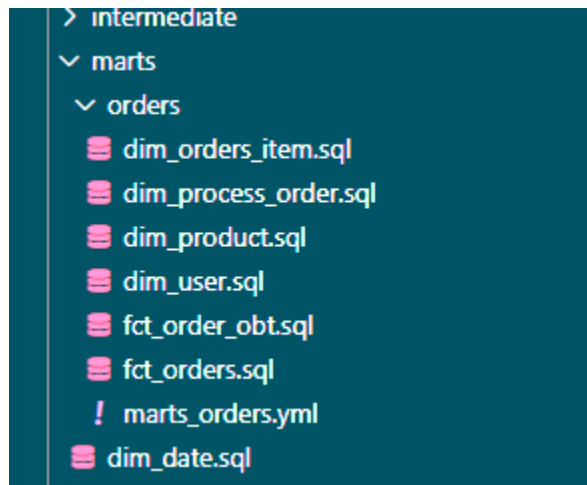 intermediate
marts
orders
dim_orders_item.sql
dim_process_order.sql
dim_product.sql
dim_user.sql
fct_order_obt.sql
fct_orders.sql
! marts_orders.yml
dim_date.sql